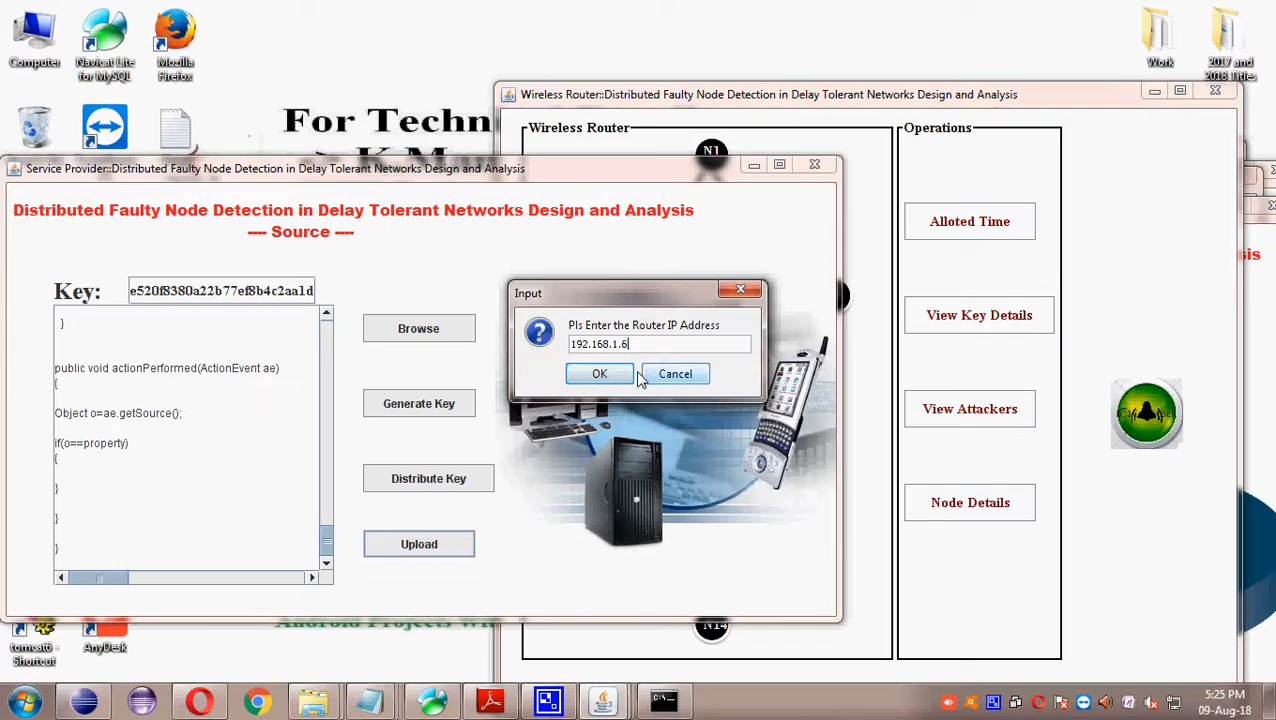 Computer
Navicat Lite for MySQL
Mozilla Firefox
Work
2017 and 2018 Titles
For Techn
Wireless Router::Distributed Faulty Node Detection in Delay Tolerant Networks Design and Analysis
Wireless Router
Operations
N1
Alloted Time
View Key Details
View Attackers
Node Details
N14
Service Provider::Distributed Faulty Node Detection in Delay Tolerant Networks Design and Analysis
Distributed Faulty Node Detection in Delay Tolerant Networks Design and Analysis
---- Source ----
Key:
e520f8380a22b77ef8b4c2aa1d
}
public void actionPerformed(ActionEvent ae)
{
Object o=ae.getSource();
if(o==property)
{
}
}
}
Browse
Generate Key
Distribute Key
Upload
Input
Pls Enter the Router IP Address
192.168.1.6
OK
Cancel
sis
tomcat6 - Shortcut
AnyDesk
5:25 PM
09-Aug-18